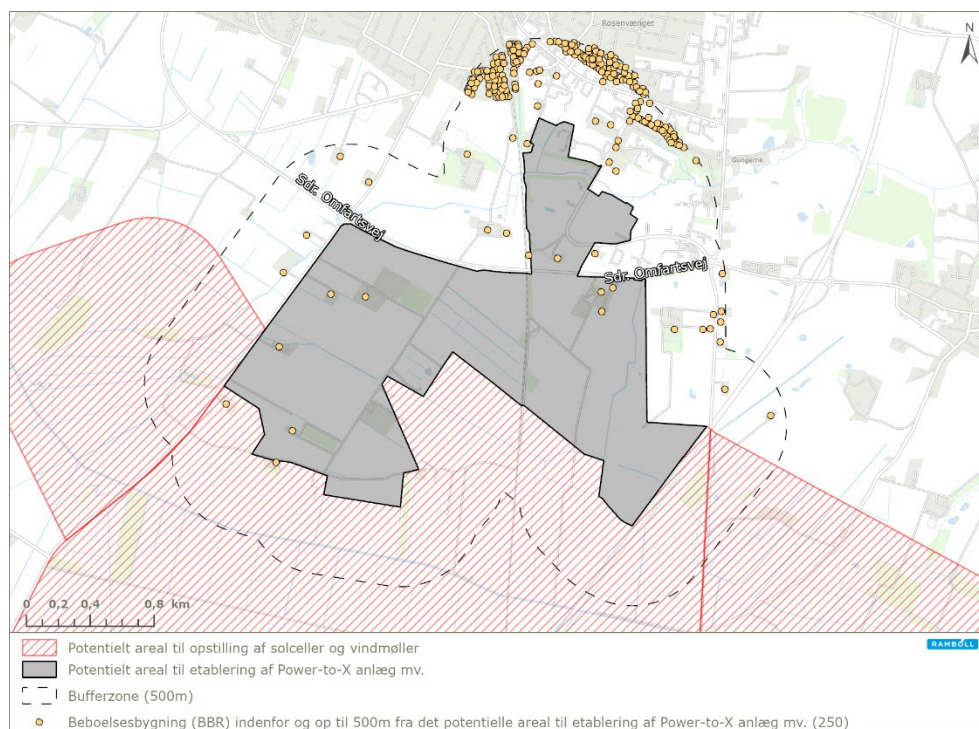 Rosenvænget
N
Gungerne
Sdr. Omfartsvej
Sdr. Omfartsvej
0 0,2 0,4 0,8 km
RAMBOLL
Potentielt areal til opstilling af solceller og vindmøller
Potentielt areal til etablering af Power-to-X anlæg mv.
Bufferzone (500m)
Beboelsesbygning (BBR) indenfor og op til 500m fra det potentielle areal til etablering af Power-to-X anlæg mv. (250)